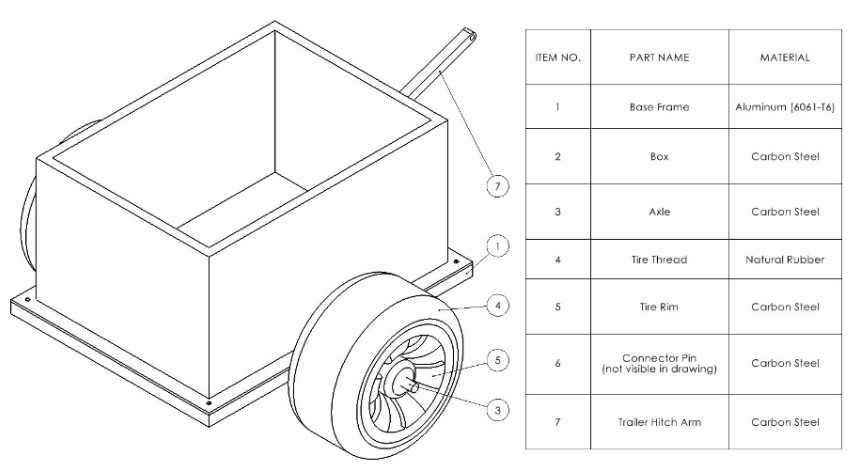 7
1
4
5
3
ITEM NO. PART NAME MATERIAL
1 Base Frame Aluminum (6061-T6)
2 Box Carbon Steel
3 Axle Carbon Steel
4 Tire Thread Natural Rubber
5 Tire Rim Carbon Steel
6 Connector Pin
(not visible in drawing) Carbon Steel
7 Trailer Hitch Arm Carbon Steel